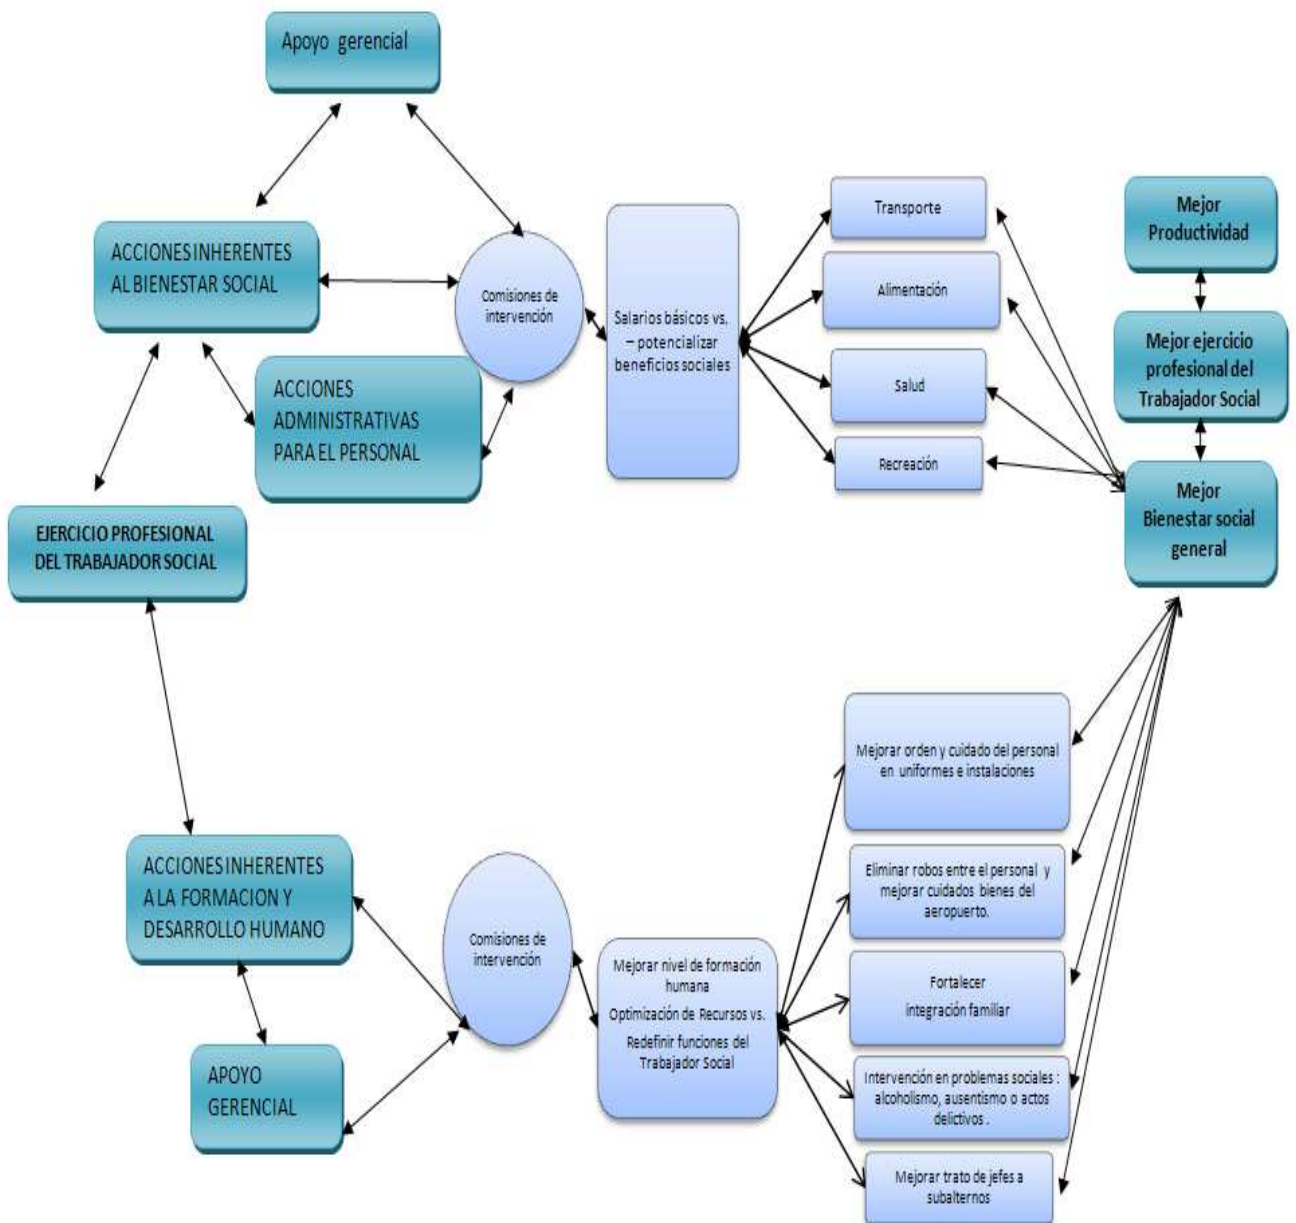 Apoyo gerencial
ACCIONES INHERENTES
AL BIENESTAR SOCIAL
ACCIONES
ADMINISTRATIVAS
PARA EL PERSONAL
EJERCICIO PROFESIONAL
DEL TRABAJADOR SOCIAL
Comisiones de
intervención
Salarios básicos vs.
– potencializar
beneficios sociales
Transporte
Alimentación
Salud
Recreación
Mejor
Productividad
Mejor ejercicio
profesional del
Trabajador Social
Mejor
Bienestar social
general
ACCIONES INHERENTES
A LA FORMACION Y
DESARROLLO HUMANO
APOYO
GERENCIAL
Comisiones de
intervención
Mejorar nivel de formación
humana
Optimización de Recursos vs.
Redefinir funciones del
Trabajador Social
Mejorar orden y cuidado del personal
en uniformes e instalaciones
Eliminar robos entre el personal y
mejorar cuidados bienes del
aeropuerto.
Fortalecer
integración familiar
Intervención en problemas sociales :
alcoholismo, ausentismo o actos
delictivos .
Mejorar trato de jefes a
subalternos